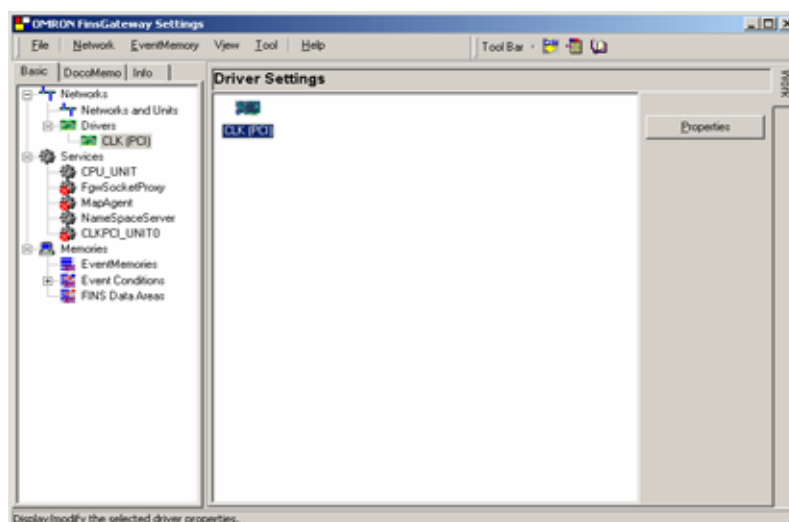 OMRON FinsGateway Settings
File Network EventMemory View Tool Help Tool Bar
Basic DocoMemo Info
Driver Settings
Work
Networks
Networks and Units
Drivers
CLK (PCI)
Services
CPU_UNIT
FgwSocketProxy
MapAgent
NameSpaceServer
CLKPCI_UNIT0
Memories
EventMemories
Event Conditions
FINS Data Areas
CLK (PCI)
Properties
Display/modify the selected driver properties.